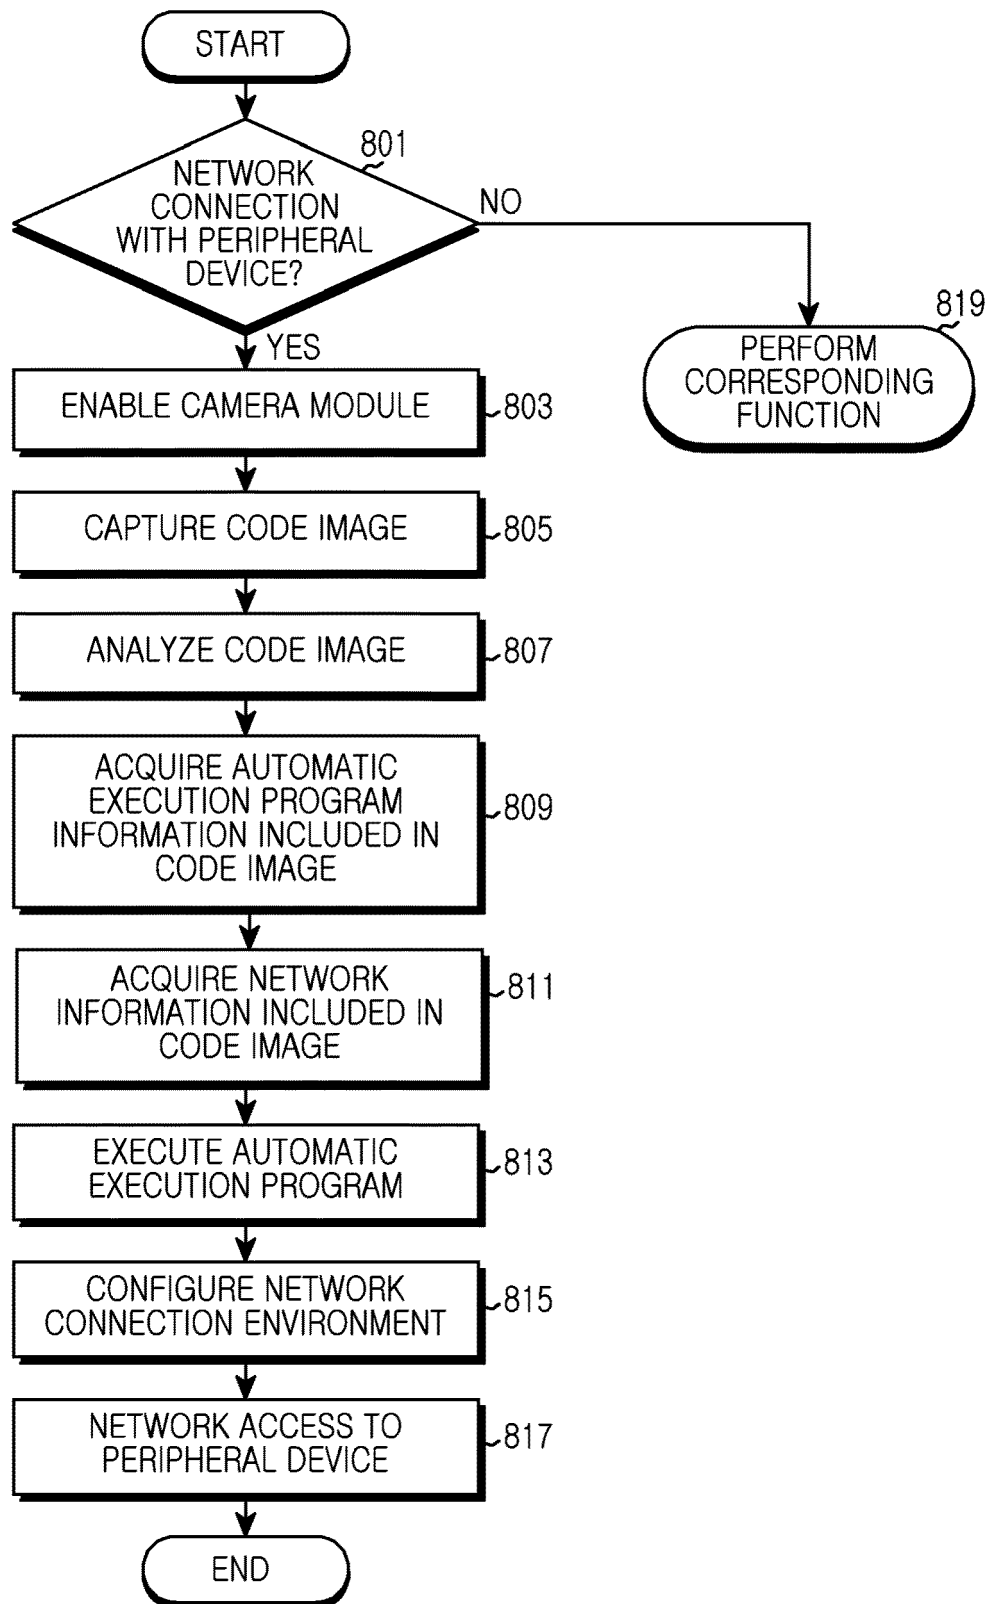 START
801
NETWORK
CONNECTION
WITH PERIPHERAL
DEVICE?
NO
819
PERFORM
CORRESPONDING
FUNCTION
YES
ENABLE CAMERA MODULE
803
CAPTURE CODE IMAGE
805
ANALYZE CODE IMAGE
807
ACQUIRE AUTOMATIC
EXECUTION PROGRAM
INFORMATION INCLUDED IN
CODE IMAGE
809
ACQUIRE NETWORK
INFORMATION INCLUDED IN
CODE IMAGE
811
EXECUTE AUTOMATIC
EXECUTION PROGRAM
813
CONFIGURE NETWORK
CONNECTION ENVIRONMENT
815
NETWORK ACCESS TO
PERIPHERAL DEVICE
817
END